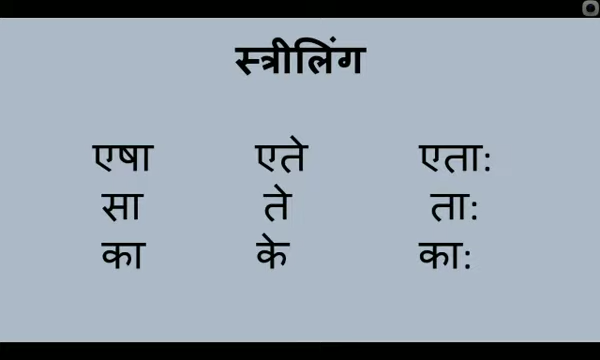 स्त्रीलिंग
एषा एते एता:
सा ते ता:
का के का: